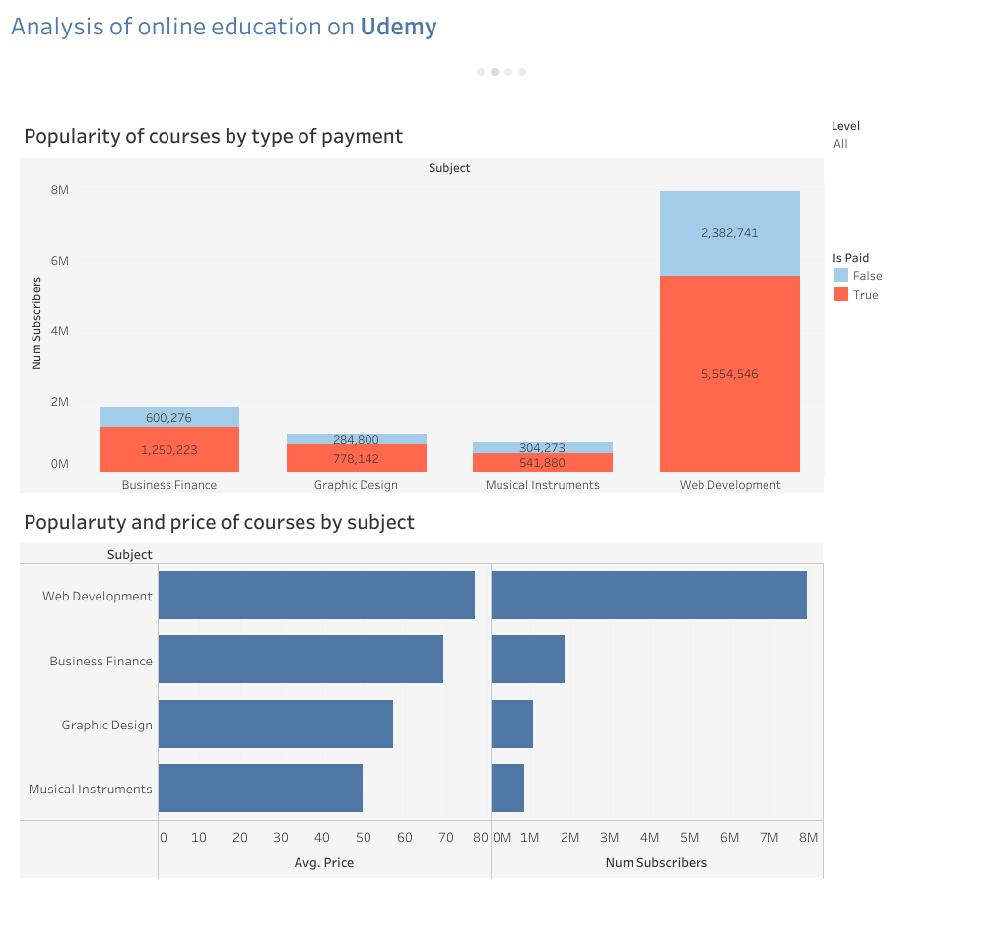 Analysis of online education on Udemy
Popularity of courses by type of payment
Level
All
Subject
8M
6M
4M
2M
0M
Num Subscribers
2,382,741
5,554,546
600,276
1,250,223
284,800
778,142
304,273
541,880
Business Finance
Graphic Design
Musical Instruments
Web Development
Is Paid
False
True
Popularuty and price of courses by subject
Subject
Web Development
Business Finance
Graphic Design
Musical Instruments
0 10 20 30 40 50 60 70 80
0M 1M 2M 3M 4M 5M 6M 7M 8M
Avg. Price
Num Subscribers